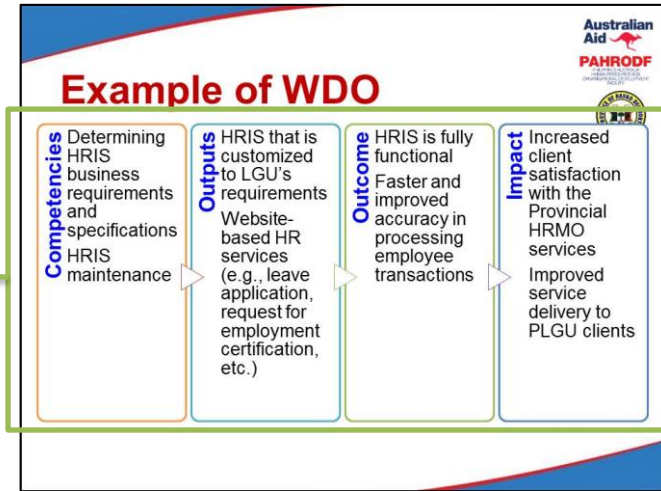 Australian
Aid
PAHRODF
Example of WDO
Competencies
Determining
HRIS
business
requirements
and
specifications
HRIS
maintenance
Outputs
HRIS that is
customized
to LGU's
requirements
Website-
based HR
services
(e.g., leave
application,
request for
employment
certification,
etc.)
Outcome
HRIS is fully
functional
Faster and
improved
accuracy in
processing
employee
transactions
Impact
Increased
client
satisfaction
with the
Provincial
HRMO
services
Improved
service
delivery to
PLGU clients